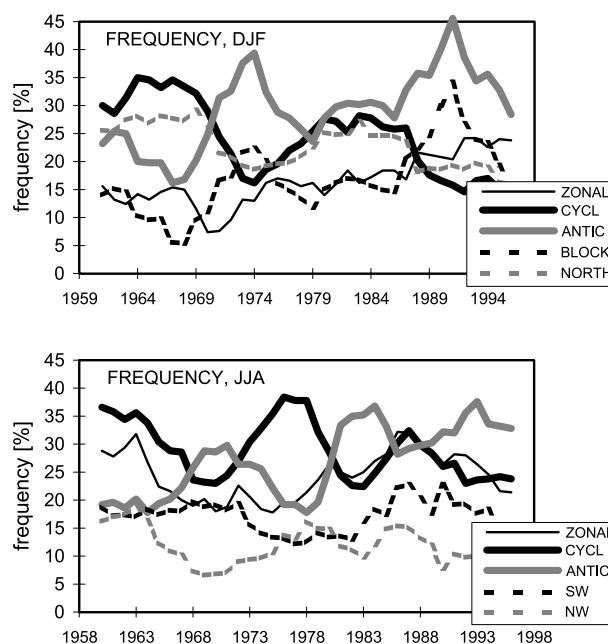 FREQUENCY, DJF
frequency [%]
45
40
35
30
25
20
15
10
5
0
1959 1964 1969 1974 1979 1984 1989 1994
ZONAL
CYCL
ANTIC
BLOCK
NORTH
FREQUENCY, JJA
frequency [%]
45
40
35
30
25
20
15
10
5
0
1958 1963 1968 1973 1978 1983 1988 1993 1998
ZONAL
CYCL
ANTIC
SW
NW